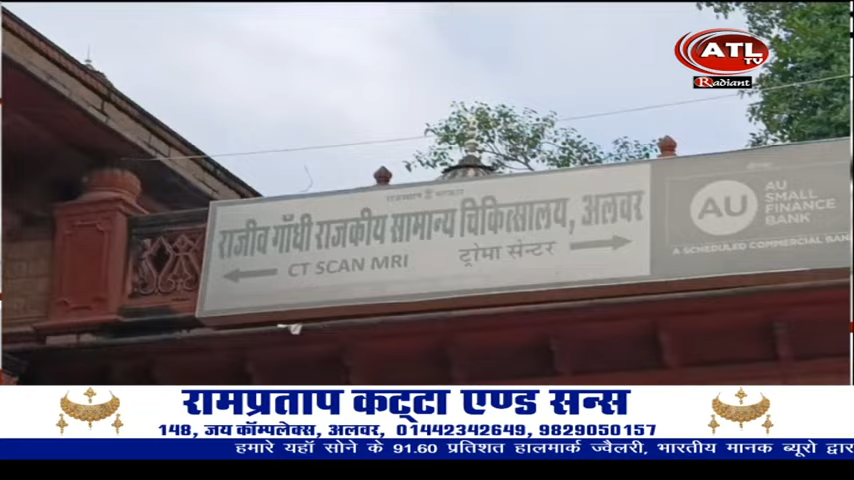 ATL
TV
Radiant
राजस्थान सरकार
राजीव गाँधी राजकीय सामान्य चिकित्सालय, अलवर
CT SCAN MRI
ट्रोमा सेन्टर
AU
AU
SMALL
FINANCE
BANK
A SCHEDULED COMMERCIAL BANK
रामप्रताप कट्टा एण्ड सन्स
148, जय कॉम्पलेक्स, अलवर, 01442342649, 9829050157
हमारे यहॉ सोने के 91.60 प्रतिशत हालमार्क ज्वैलरी, भारतीय मानक ब्यूरो द्वार